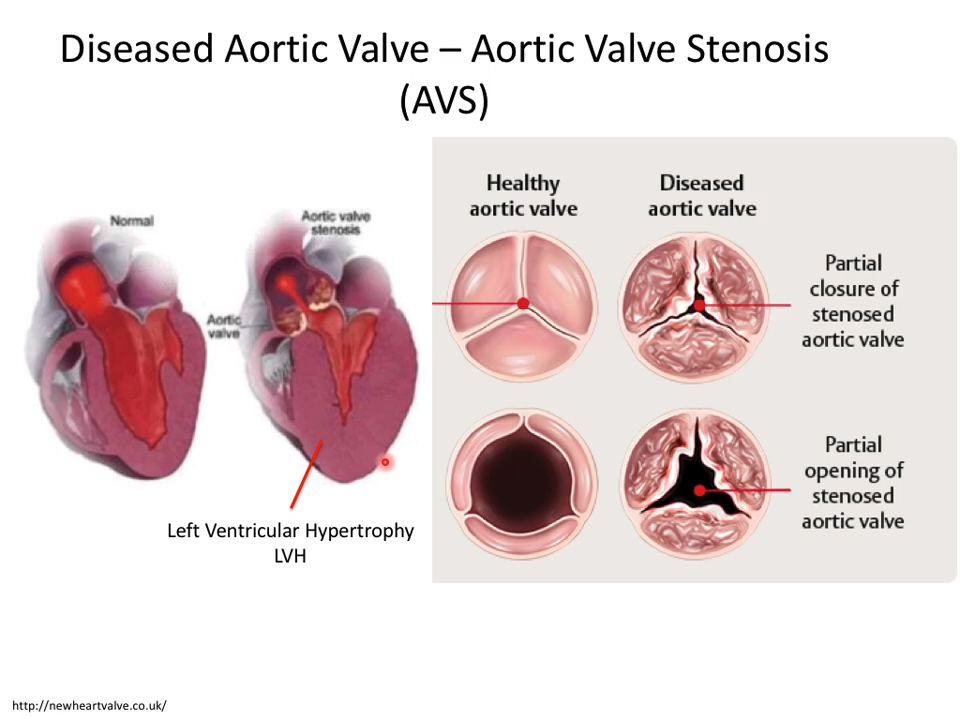 Diseased Aortic Valve – Aortic Valve Stenosis
(AVS)
Normal
Aortic valve
stenosis
Aortic
valve
Left Ventricular Hypertrophy
LVH
Healthy
aortic valve
Diseased
aortic valve
Partial
closure of
stenosed
aortic valve
Partial
opening of
stenosed
aortic valve
http://newheartvalve.co.uk/